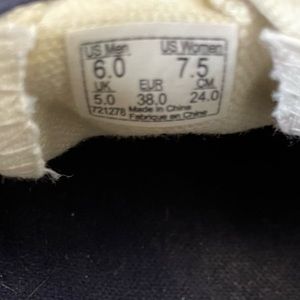 US Men US Women
6.0 7.5
UK EUR CM
5.0 38.0 24.0
721278 Made in China
Fabrique en Chine